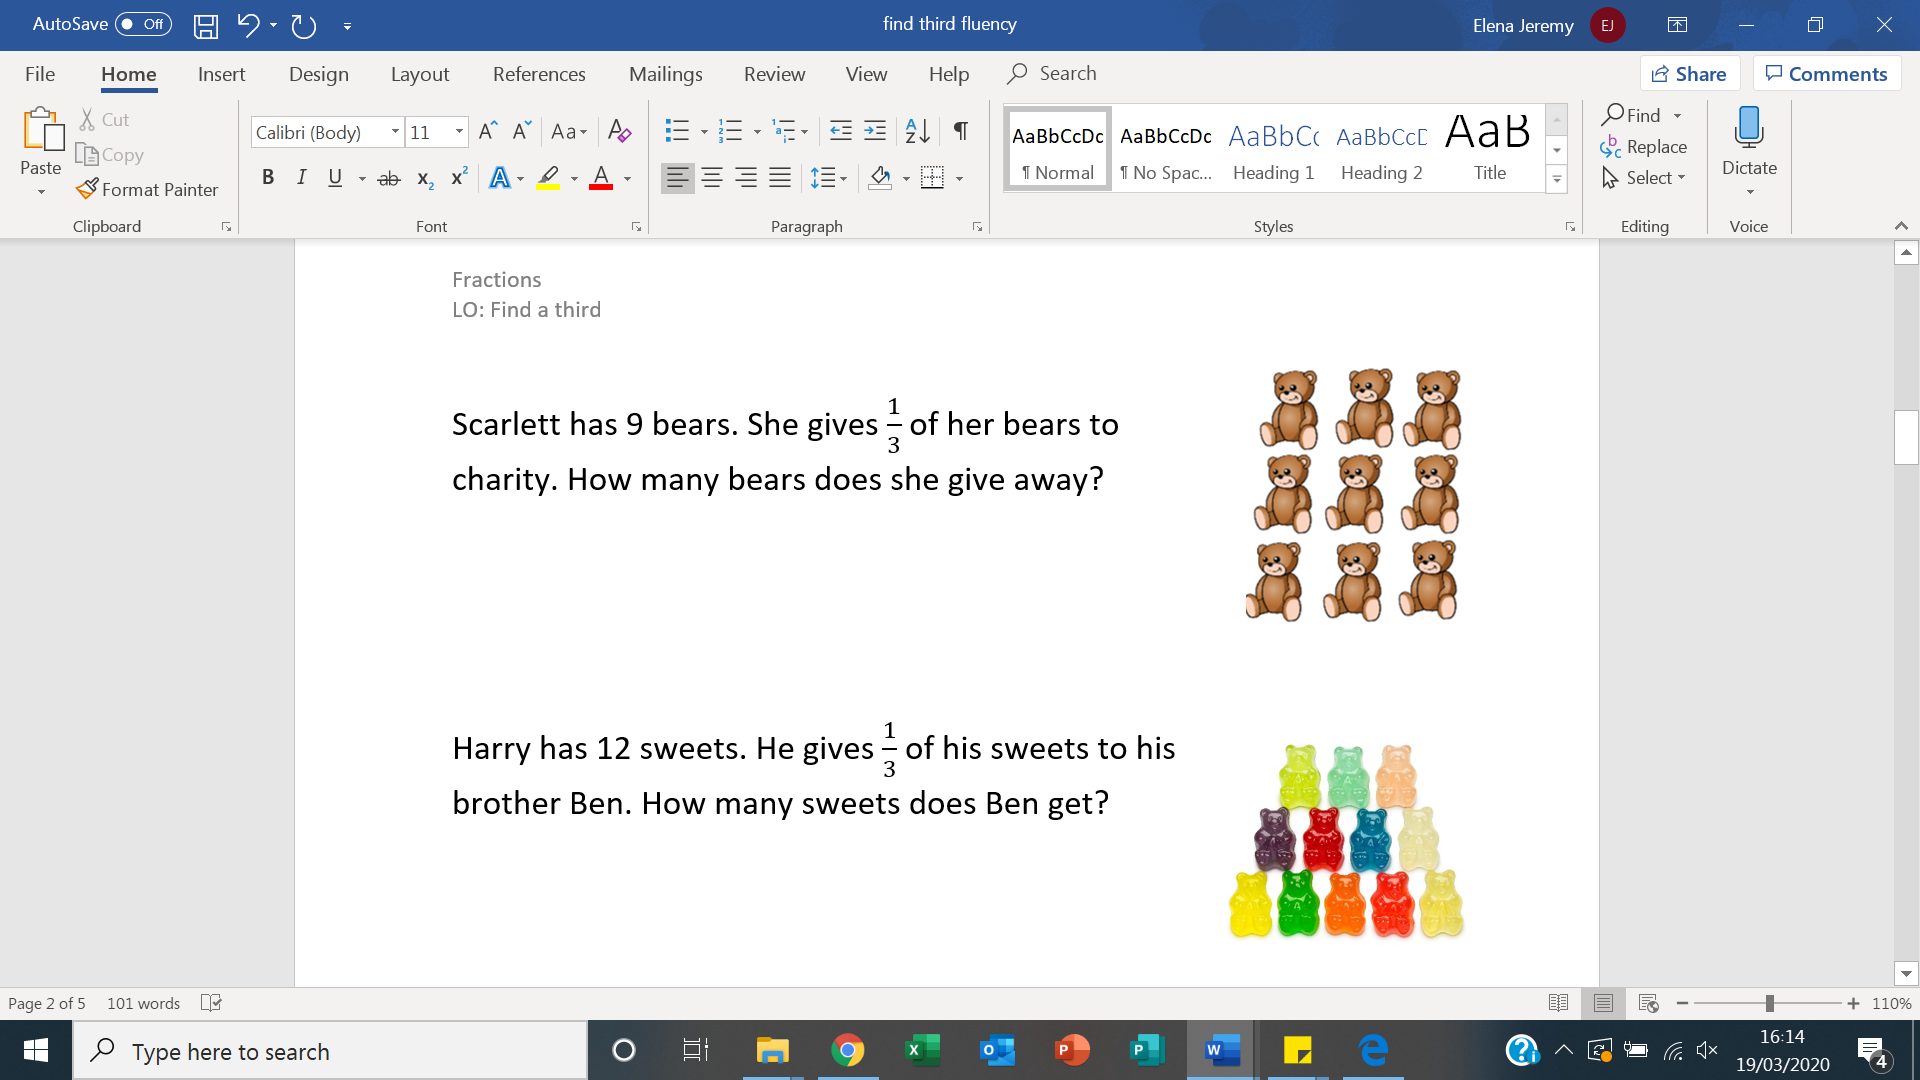 AutoSave Off
find third fluency
Elena Jeremy EJ
File Home Insert Design Layout References Mailings Review View Help Search Share Comments
Paste
Cut
Copy
Format Painter
Clipboard
Calibri (Body) 11
Font
Paragraph
AaBbCcDc AaBbCcDc AaBbCc AaBbCcD AaB
¶ Normal ¶ No Spac... Heading 1 Heading 2 Title
Styles
Find
Replace
Select
Editing
Dictate
Voice
Fractions
LO: Find a third
Scarlett has 9 bears. She gives 1/3 of her bears to
charity. How many bears does she give away?
Harry has 12 sweets. He gives 1/3 of his sweets to his
brother Ben. How many sweets does Ben get?
Page 2 of 5 101 words
110%
Type here to search
16:14
19/03/2020
4